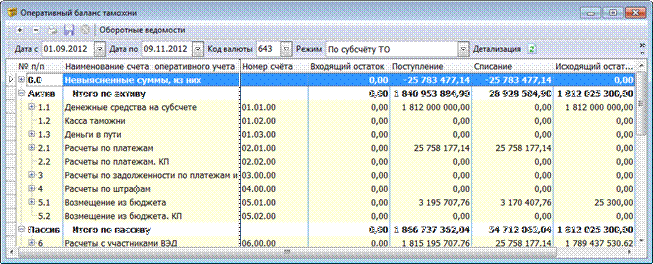 Оперативный баланс таможни
Оборотные ведомости
Дата с 01.09.2012 Дата по 09.11.2012 Код валюты 643 Режим По субсчёту ТО Детализация
№ п/п Наименование счета оперативного учета Номер счёта Входящий остаток Поступление Списание Исходящий остат...
0.0 Невыясненные суммы, из них 0,00 -25 783 477,14 -25 783 477,14 0,00
Актив Итого по активу 0,00 1 840 953 884,90 28 928 584,90 1 812 025 300,00
1.1 Денежные средства на субсчете 01.01.00 0,00 1 812 000 000,00 0,00 1 812 000 000,00
1.2 Касса таможни 01.02.00 0,00 0,00 0,00 0,00
1.3 Деньги в пути 01.03.00 0,00 0,00 0,00 0,00
2.1 Расчеты по платежам 02.01.00 0,00 25 758 177,14 25 758 177,14 0,00
2.2 Расчеты по платежам. КП 02.02.00 0,00 0,00 0,00 0,00
3 Расчеты по задолженности по платежам и 03.00.00 0,00 0,00 0,00 0,00
4 Расчеты по штрафам 04.00.00 0,00 0,00 0,00 0,00
5.1 Возмещение из бюджета 05.01.00 0,00 3 195 707,76 3 170 407,76 25 300,00
5.2 Возмещение из бюджета. КП 05.02.00 0,00 0,00 0,00 0,00
Пассив Итого по пассиву 0,00 1 866 737 362,04 54 712 062,04 1 812 025 300,00
6 Расчеты с участниками ВЭД 06.00.00 0,00 1 815 195 707,76 25 758 177,14 1 789 437 530,62